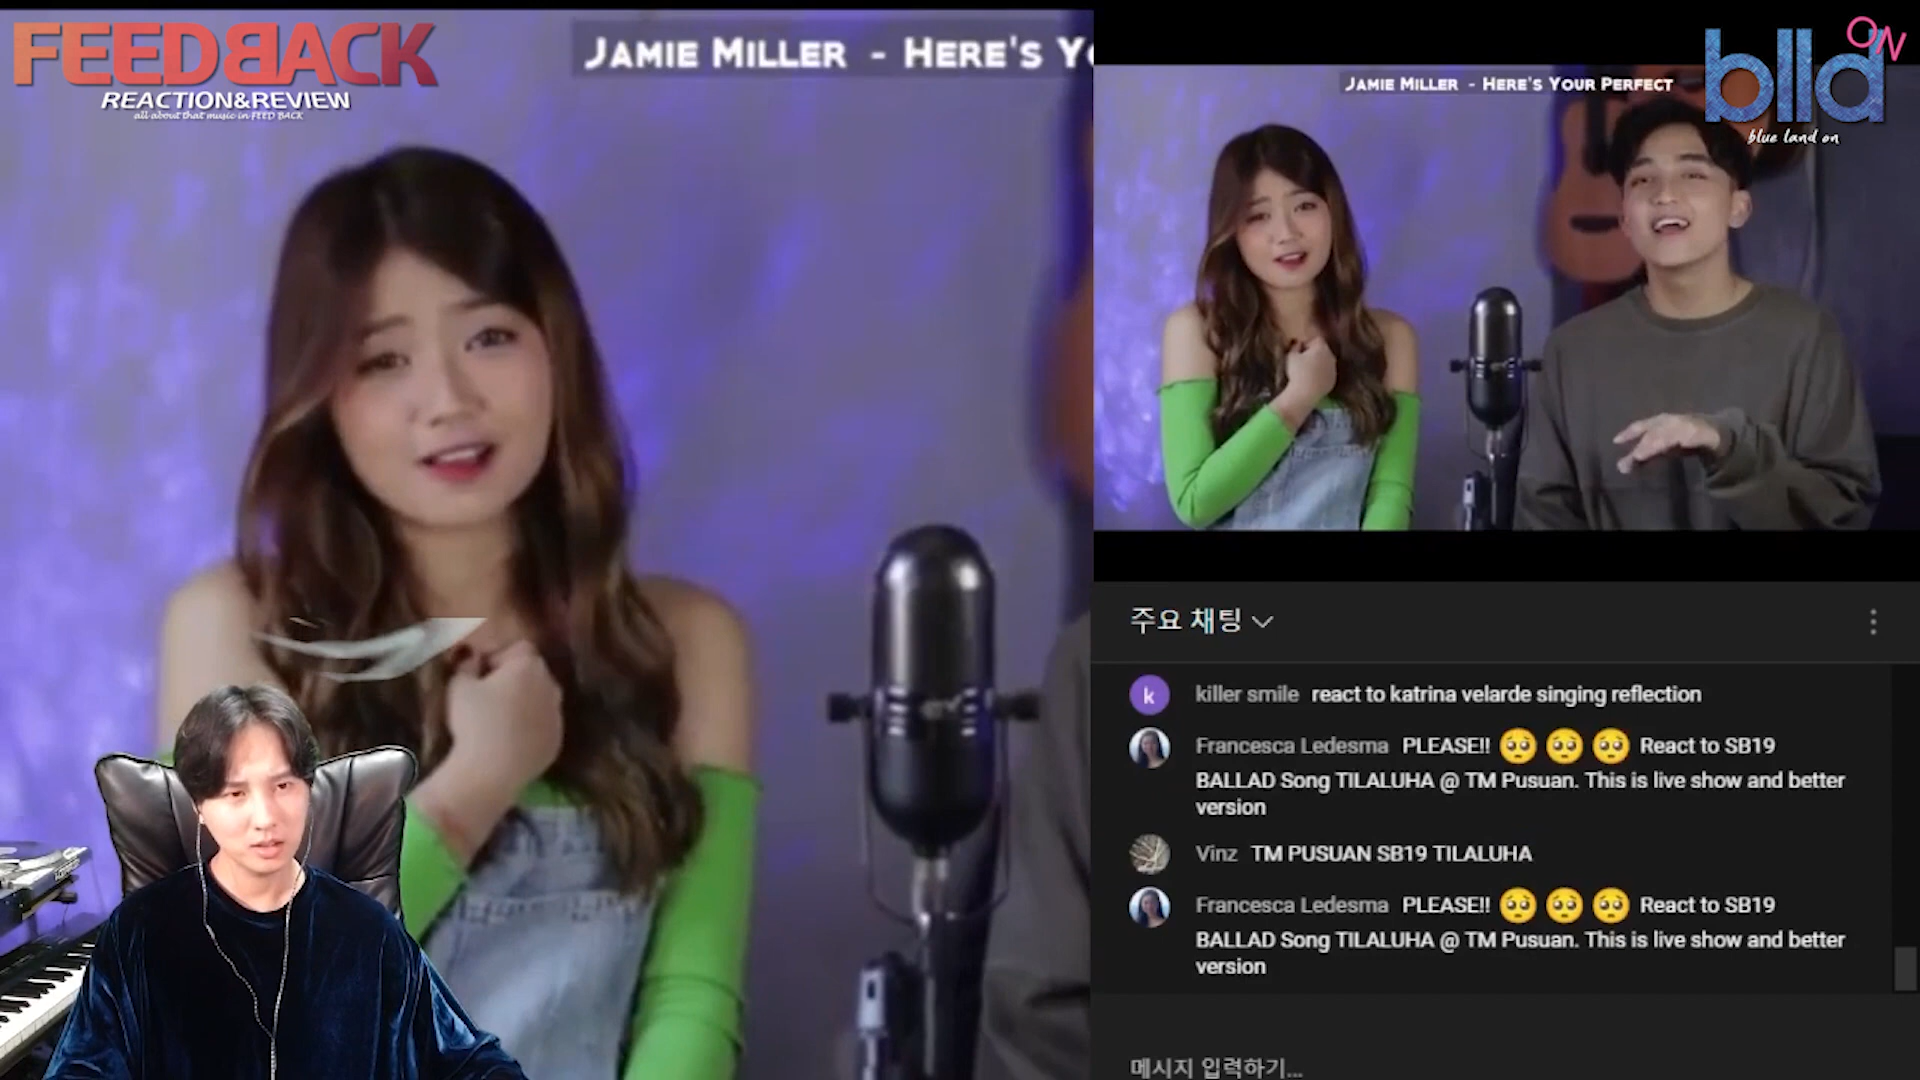 FEEDBACK
REACTION&REVIEW
all about that music in FEED BACK
JAMIE MILLER - HERE'S Y
JAMIE MILLER - HERE'S YOUR PERFECT
blld ON
blue land on
주요 채팅
k
killer smile react to katrina velarde singing reflection
Francesca Ledesma PLEASE!! 🥺 🥺 🥺 React to SB19
BALLAD Song TILALUHA @ TM Pusuan. This is live show and better
version
Vinz TM PUSUAN SB19 TILALUHA
Francesca Ledesma PLEASE!! 🥺 🥺 🥺 React to SB19
BALLAD Song TILALUHA @ TM Pusuan. This is live show and better
version
메시지 입력하기...